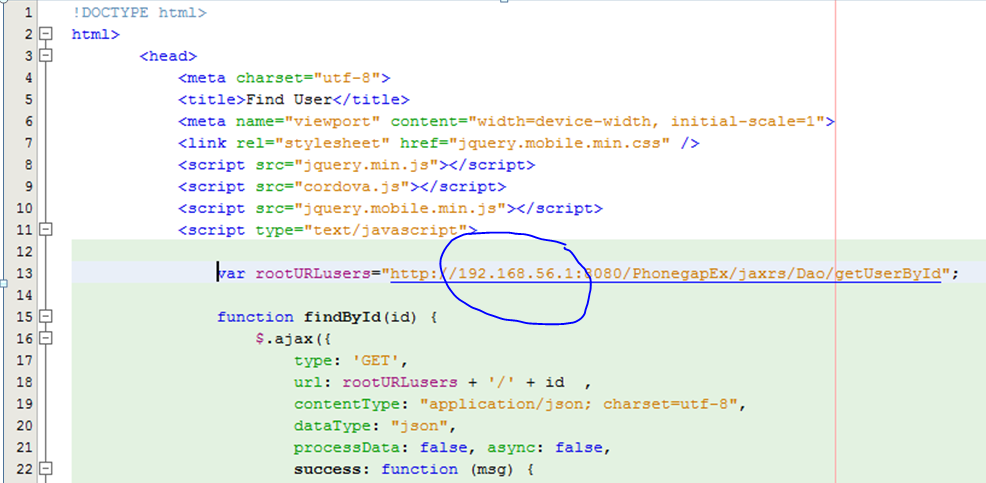 1 !DOCTYPE html>
2 html>
3 <head>
4 <meta charset="utf-8">
5 <title>Find User</title>
6 <meta name="viewport" content="width=device-width, initial-scale=1">
7 <link rel="stylesheet" href="jquery.mobile.min.css" />
8 <script src="jquery.min.js"></script>
9 <script src="cordova.js"></script>
10 <script src="jquery.mobile.min.js"></script>
11 <script type="text/javascript">
12
13 var rootURLusers="http://192.168.56.1:8080/PhonegapEx/jaxrs/Dao/getUserById";
14
15 function findById(id) {
16 $.ajax({
17 type: 'GET',
18 url: rootURLusers + '/' + id  ,
19 contentType: "application/json; charset=utf-8",
20 dataType: "json",
21 processData: false, async: false,
22 success: function (msg) {